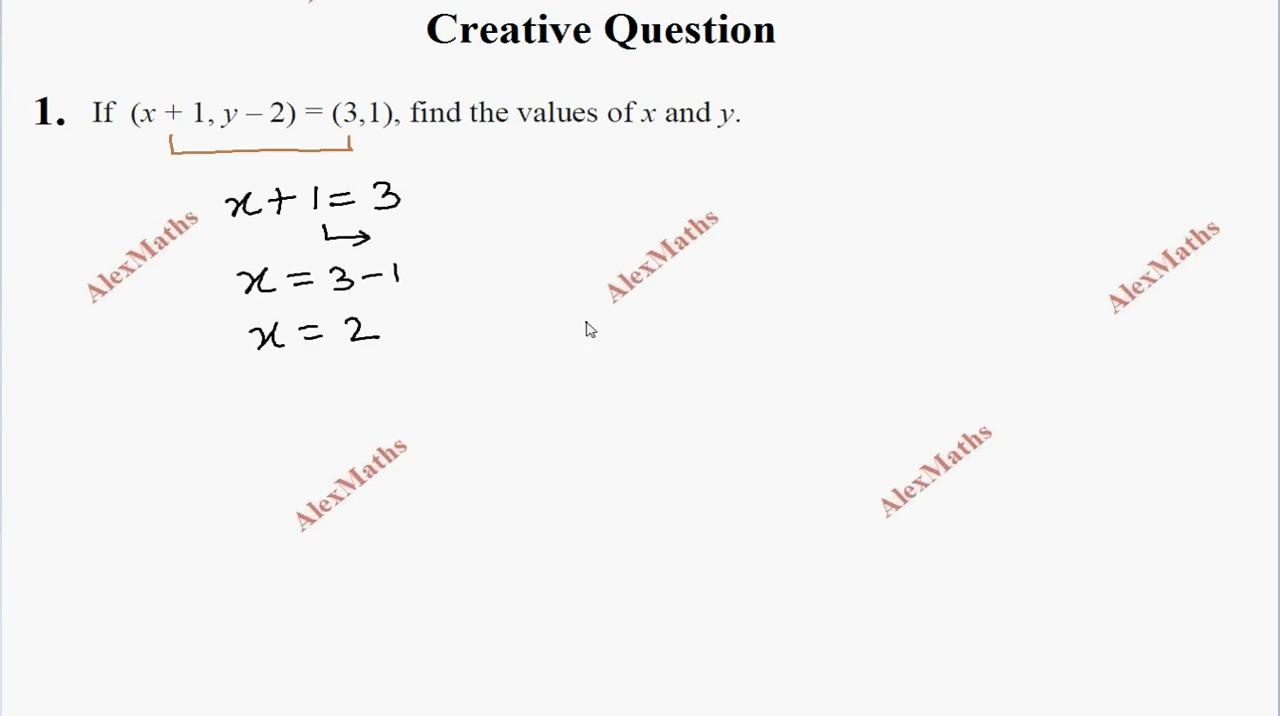 Creative Question
1. If (x + 1, y – 2) = (3,1), find the values of x and y.
x + 1 = 3
AlexMaths
AlexMaths
AlexMaths
x = 3 - 1
x = 2
AlexMaths
AlexMaths